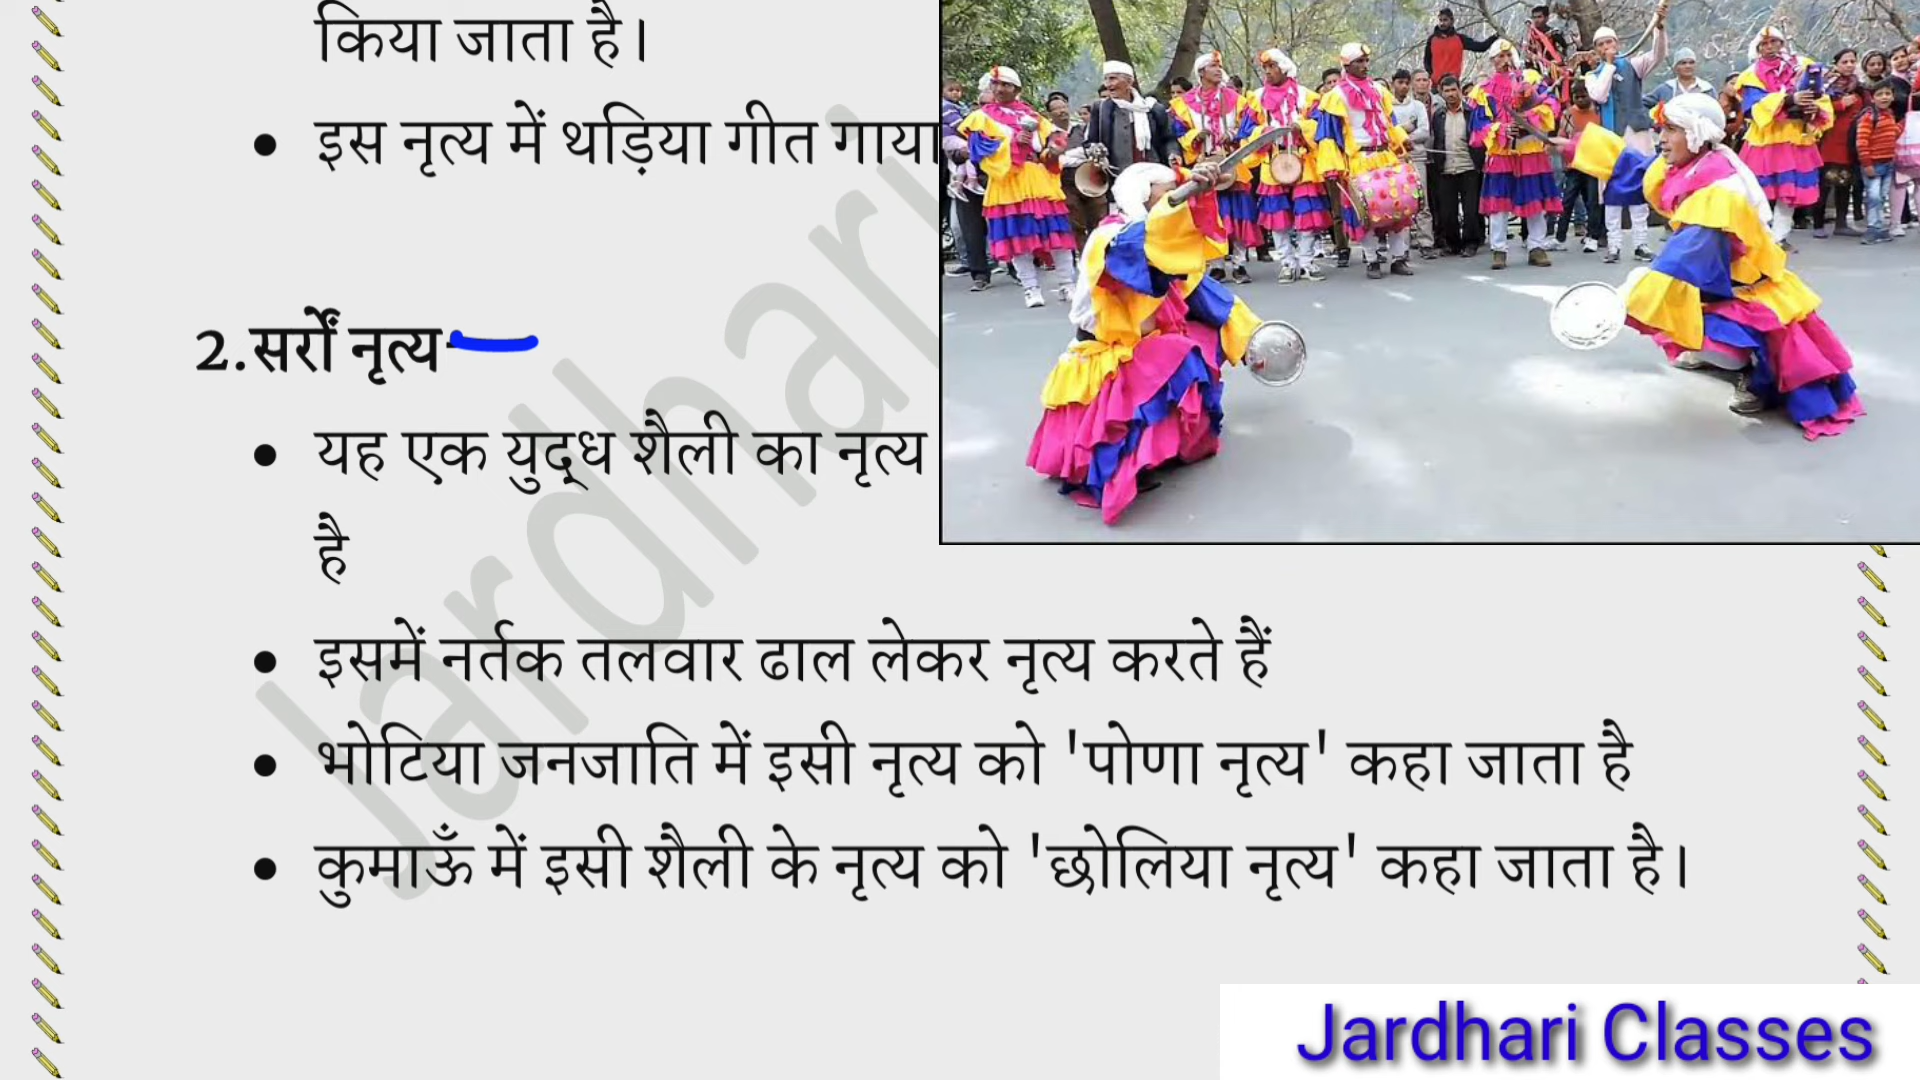 किया जाता है।
• इस नृत्य में थड़िया गीत गाया
2.सर्रों नृत्य-
• यह एक युद्ध शैली का नृत्य
है
• इसमें नर्तक तलवार ढाल लेकर नृत्य करते हैं
• भोटिया जनजाति में इसी नृत्य को 'पोणा नृत्य' कहा जाता है
• कुमाऊँ में इसी शैली के नृत्य को 'छोलिया नृत्य' कहा जाता है।
Jardhari
Jardhari Classes